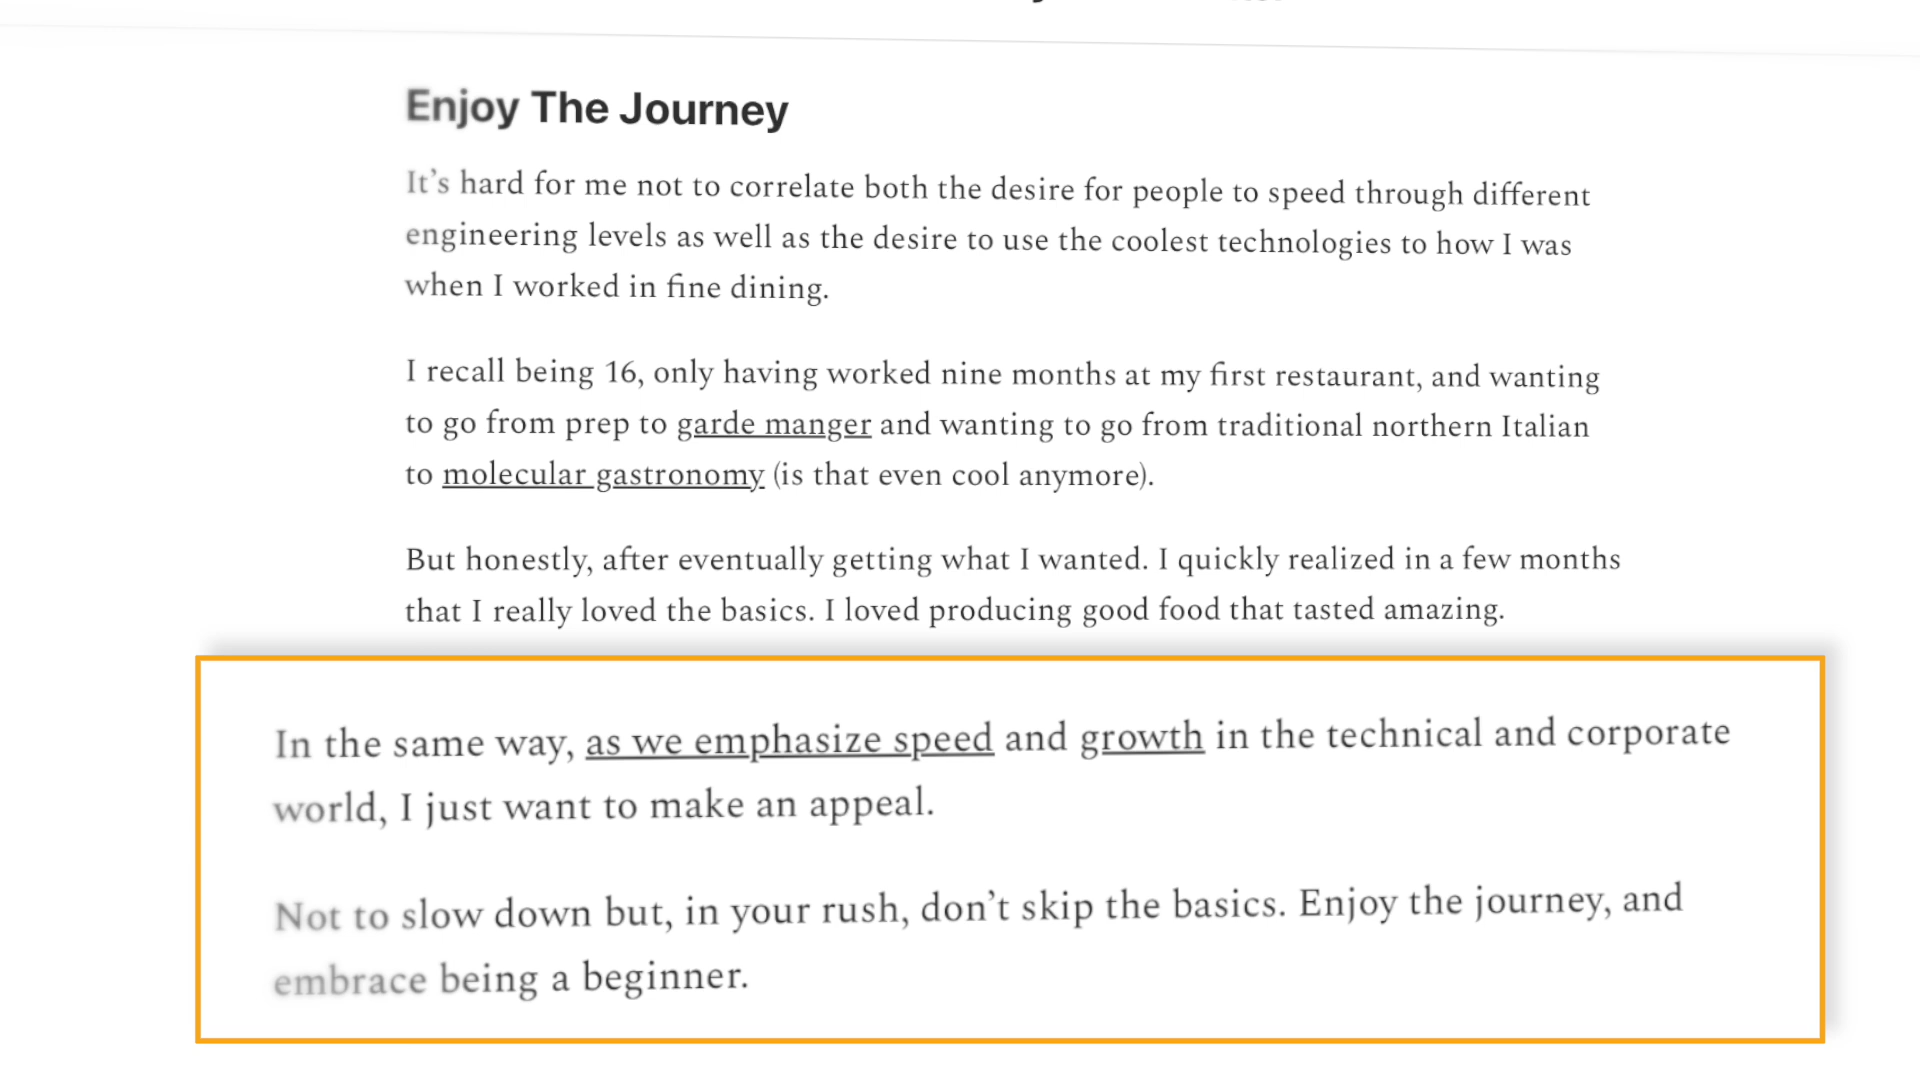 Enjoy The Journey
It’s hard for me not to correlate both the desire for people to speed through different
engineering levels as well as the desire to use the coolest technologies to how I was
when I worked in fine dining.
I recall being 16, only having worked nine months at my first restaurant, and wanting
to go from prep to garde manger and wanting to go from traditional northern Italian
to molecular gastronomy (is that even cool anymore).
But honestly, after eventually getting what I wanted. I quickly realized in a few months
that I really loved the basics. I loved producing good food that tasted amazing.
In the same way, as we emphasize speed and growth in the technical and corporate
world, I just want to make an appeal.
Not to slow down but, in your rush, don’t skip the basics. Enjoy the journey, and
embrace being a beginner.